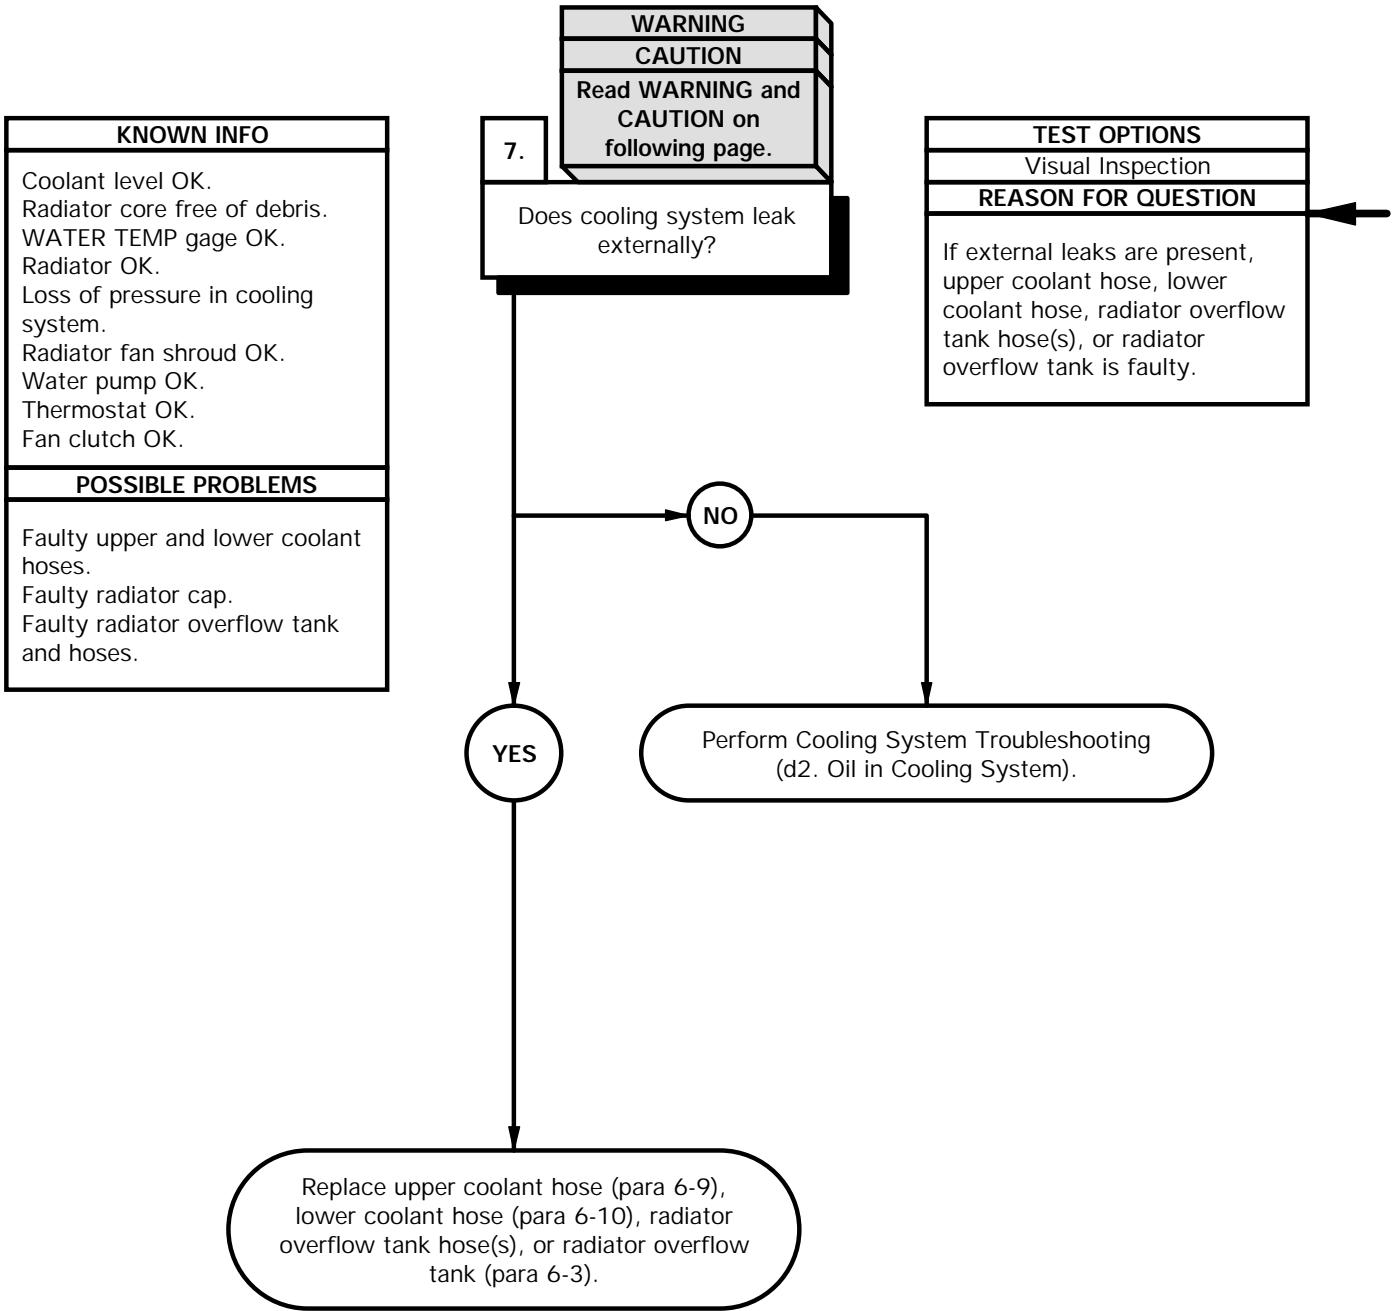 WARNING
CAUTION
Read WARNING and
CAUTION on
following page.
KNOWN INFO
Coolant level OK.
Radiator core free of debris.
WATER TEMP gage OK.
Radiator OK.
Loss of pressure in cooling
system.
Radiator fan shroud OK.
Water pump OK.
Thermostat OK.
Fan clutch OK.
POSSIBLE PROBLEMS
Faulty upper and lower coolant
hoses.
Faulty radiator cap.
Faulty radiator overflow tank
and hoses.
7.
Does cooling system leak
externally?
TEST OPTIONS
Visual Inspection
REASON FOR QUESTION
If external leaks are present,
upper coolant hose, lower
coolant hose, radiator overflow
tank hose(s), or radiator
overflow tank is faulty.
NO
YES
Perform Cooling System Troubleshooting
(d2. Oil in Cooling System).
Replace upper coolant hose (para 6-9),
lower coolant hose (para 6-10), radiator
overflow tank hose(s), or radiator overflow
tank (para 6-3).